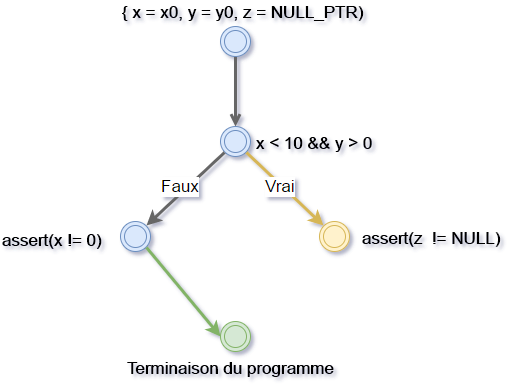 { x = x0, y = y0, z = NULL_PTR)
x < 10 && y > 0
Faux
Vrai
assert(x != 0)
assert(z != NULL)
Terminaison du programme